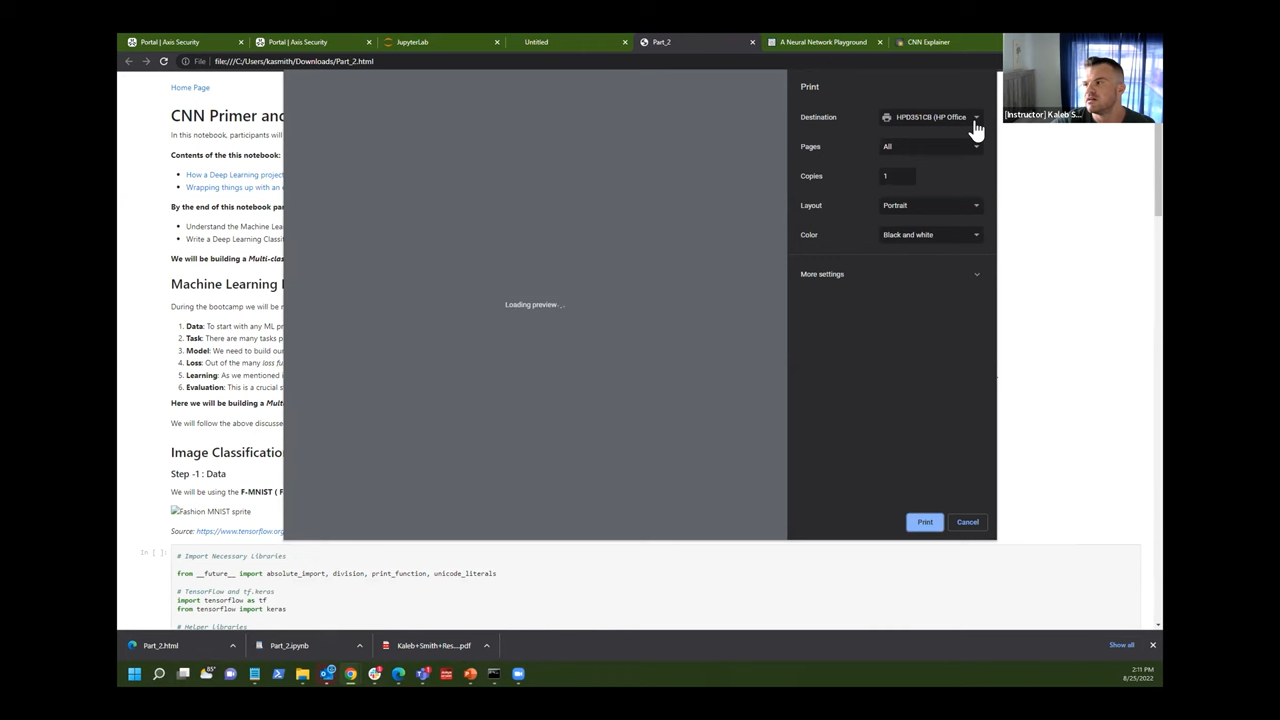 Portal | Axis Security
Portal | Axis Security
JupyterLab
Untitled
Part_2
A Neural Network Playground
CNN Explainer
File
file:///C:/Users/kasmith/Downloads/Part_2.html
[Instructor] Kaleb S...
Home Page
CNN Primer and
In this notebook, participants will
Contents of the this notebook:
How a Deep Learning project
Wrapping things up with an
By the end of this notebook par
Understand the Machine Lea
Write a Deep Learning Classif
We will be building a Multi-clas
Machine Learning
During the bootcamp we will be
1. Data: To start with any ML pr
2. Task: There are many tasks p
3. Model: We need to build our
4. Loss: Out of the many loss fu
5. Learning: As we mentioned i
6. Evaluation: This is a crucial s
Here we will be building a Mult
We will follow the above discusse
Image Classification
Step -1 : Data
We will be using the F-MNIST ( F
Fashion MNIST sprite
Source: https://www.tensorflow.org
In [ ]:
# Import Necessary Libraries
from __future__ import absolute_import, division, print_function, unicode_literals
# TensorFlow and tf.keras
import tensorflow as tf
from tensorflow import keras
# Helper Libraries
Loading preview
Print
Destination
HPD351CB (HP Office
Pages
All
Copies
1
Layout
Portrait
Color
Black and white
More settings
Print
Cancel
Part_2.html
Part_2.ipynb
Kaleb+Smith+Res....pdf
Show all
85°
2:11 PM
8/25/2022